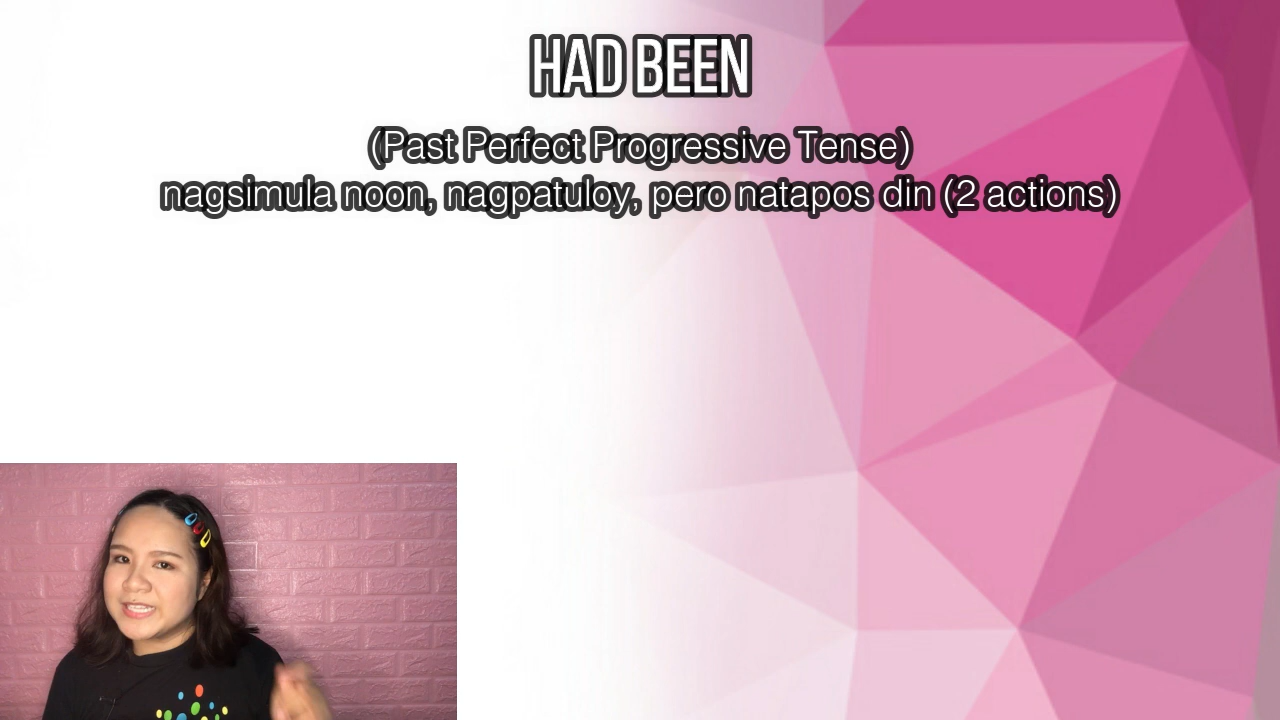 HAD BEEN
(Past Perfect Progressive Tense)
nagsimula noon, nagpatuloy, pero natapos din (2 actions)